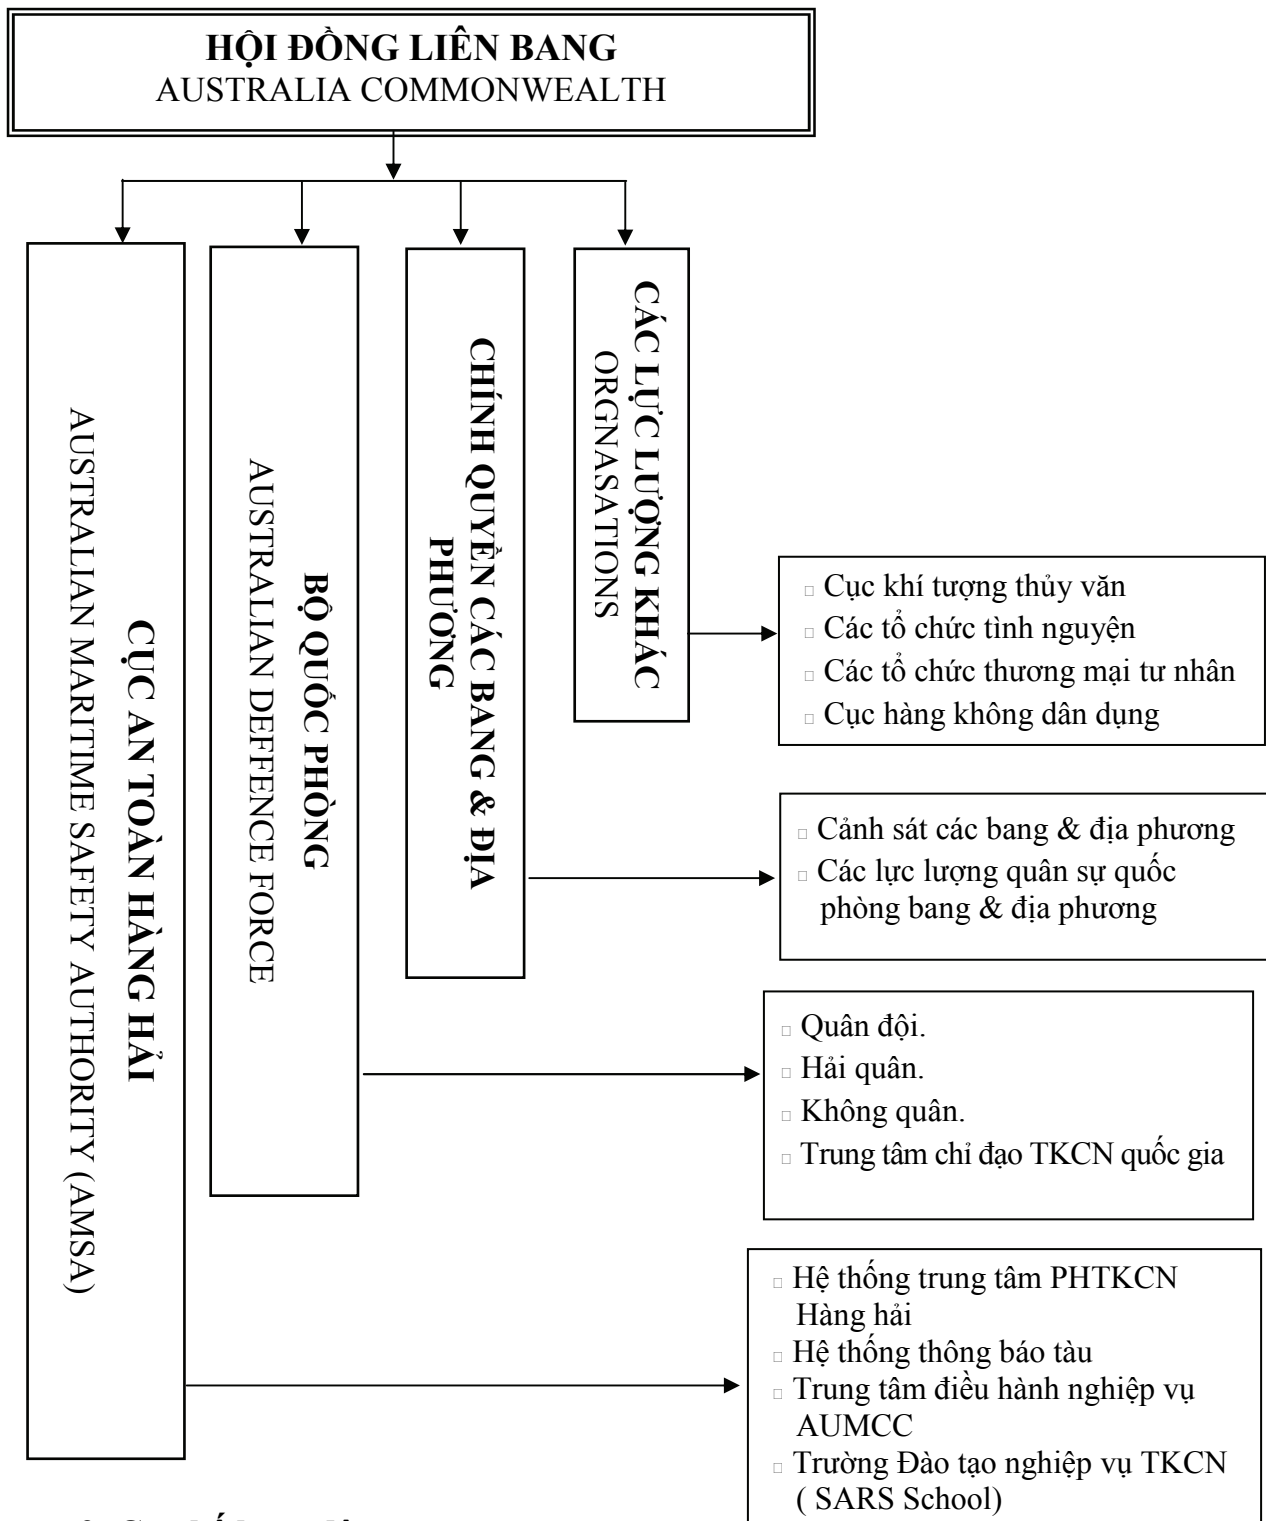 HỘI ĐỒNG LIÊN BANG
AUSTRALIA COMMONWEALTH
CỤC AN TOÀN HÀNG HẢI
AUSTRALIAN MARITIME SAFETY AUTHORITY (AMSA)
BỘ QUỐC PHÒNG
AUSTRALIAN DEFFENCE FORCE
CHÍNH QUYỀN CÁC BANG & ĐỊA
PHƯƠNG
CÁC LỰC LƯỢNG KHÁC
ORGNASATIONS
Cục khí tượng thủy văn
Các tổ chức tình nguyện
Các tổ chức thương mại tư nhân
Cục hàng không dân dụng
Cảnh sát các bang & địa phương
Các lực lượng quân sự quốc
phòng bang & địa phương
Quân đội.
Hải quân.
Không quân.
Trung tâm chỉ đạo TKCN quốc gia
Hệ thống trung tâm PHTKCN
Hàng hải
Hệ thống thông báo tàu
Trung tâm điều hành nghiệp vụ
AUMCC
Trường Đào tạo nghiệp vụ TKCN
( SARS School)